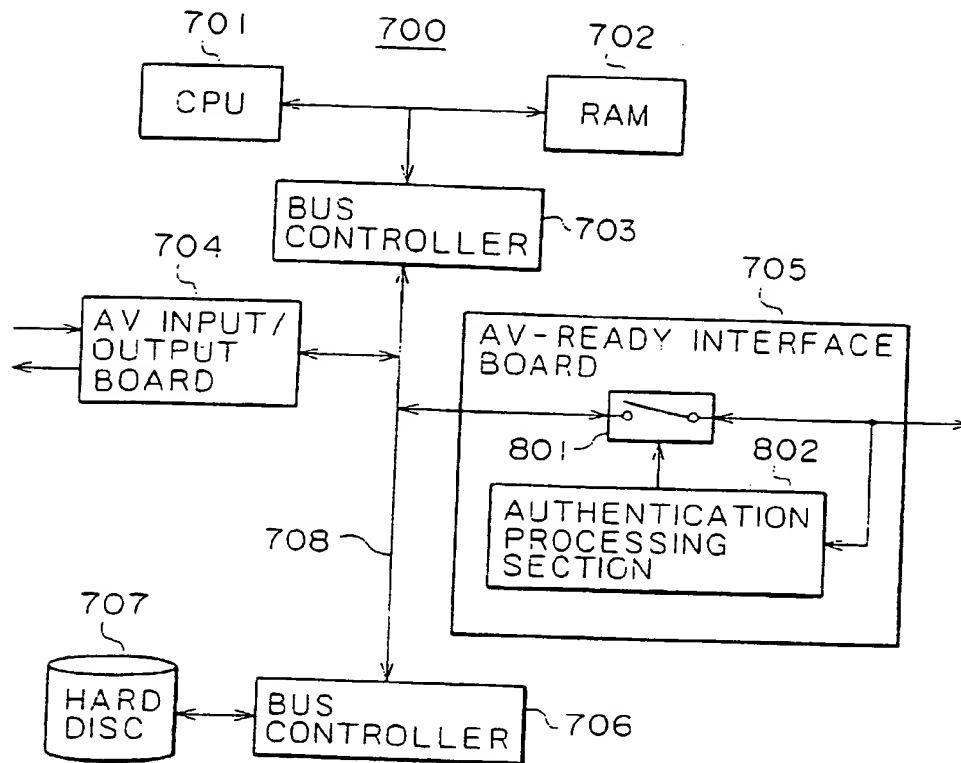 701
700
702
CPU
RAM
BUS
CONTROLLER
703
704
AV INPUT/
OUTPUT
BOARD
705
AV-READY INTERFACE
BOARD
801
802
AUTHENTICATION
PROCESSING
SECTION
708
707
HARD
DISC
BUS
CONTROLLER
706